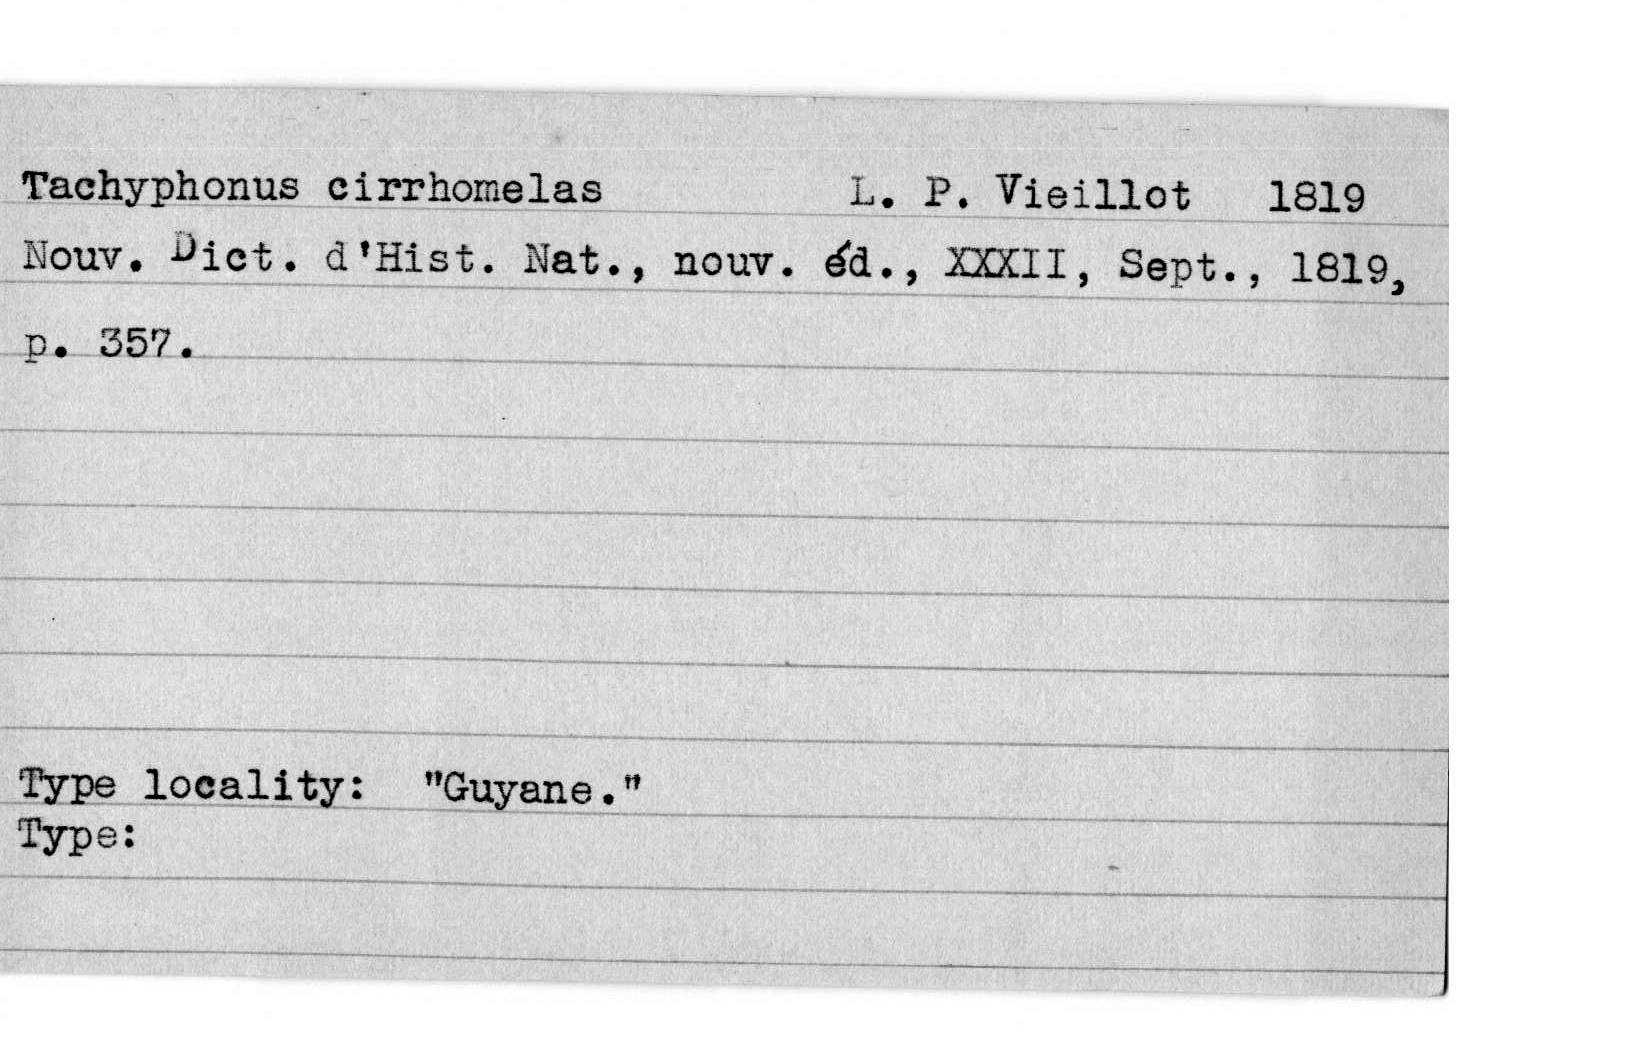 Tachyphonus cirrhomelas L. P. Vieillot 1819
Nouv. Dict. d'Hist. Nat., nouv. éd., XXXII, Sept., 1819,
p. 357.
Type locality: "Guyane."
Type: